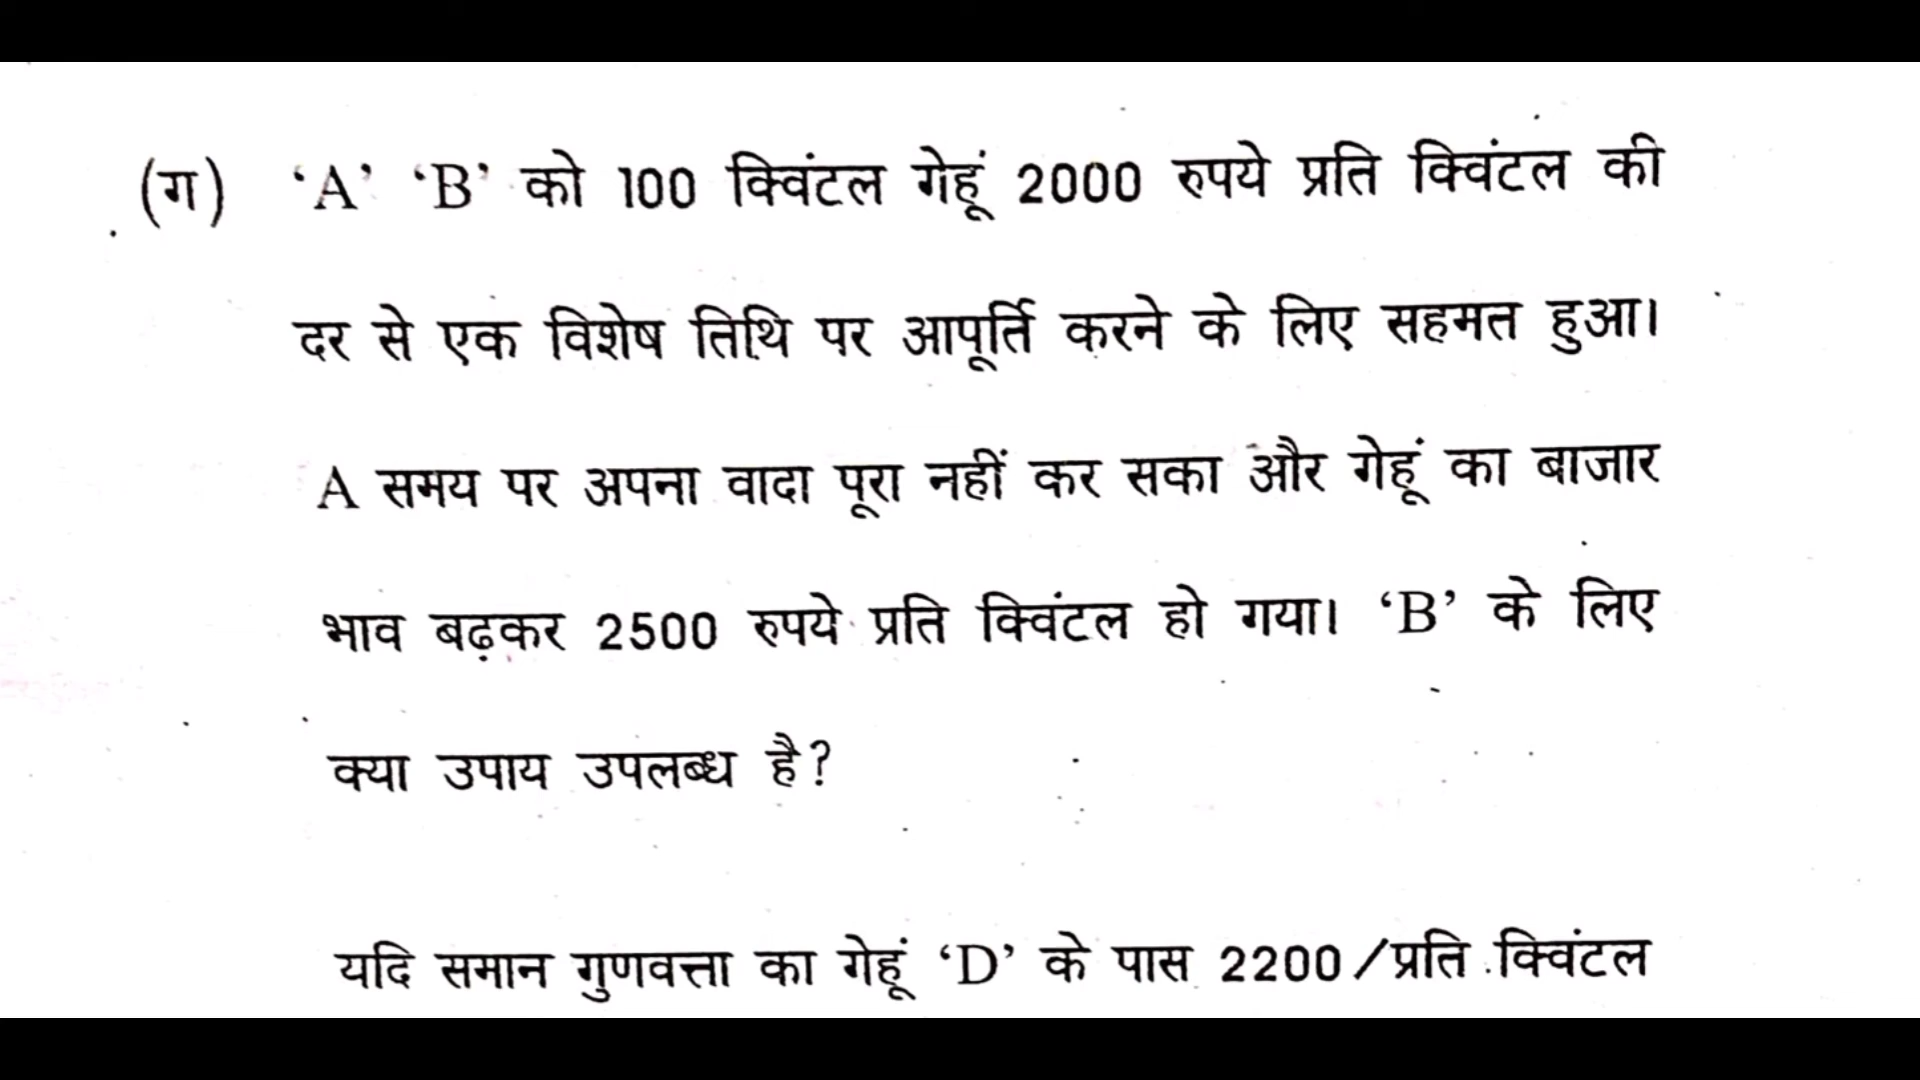 (ग) ‘A’ ‘B’ को 100 क्विंटल गेहूं 2000 रुपये प्रति क्विंटल की
दर से एक विशेष तिथि पर आपूर्ति करने के लिए सहमत हुआ।
A समय पर अपना वादा पूरा नहीं कर सका और गेहूं का बाजार
भाव बढ़कर 2500 रुपये प्रति क्विंटल हो गया। ‘B’ के लिए
क्या उपाय उपलब्ध है?
यदि समान गुणवत्ता का गेहूं ‘D’ के पास 2200/प्रति क्विंटल